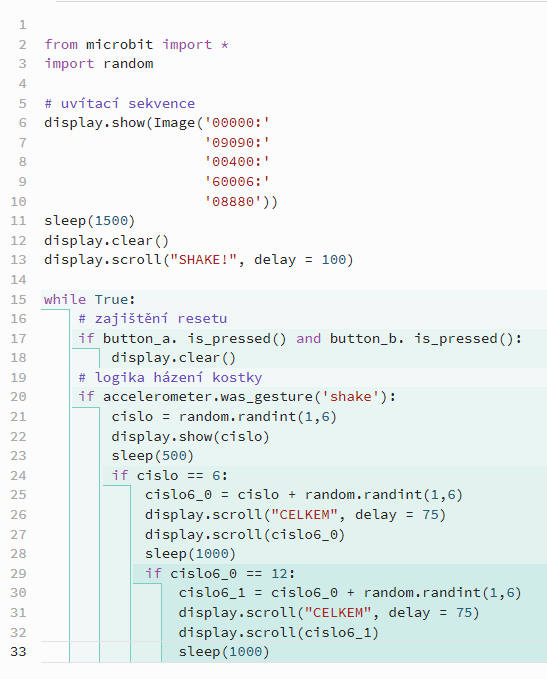 1
2 from microbit import *
3 import random
4
5 # uvítací sekvence
6 display.show(Image('00000:'
7                    '09090:'
8                    '00400:'
9                    '60006:'
10                    '08880'))
11 sleep(1500)
12 display.clear()
13 display.scroll("SHAKE!", delay = 100)
14
15 while True:
16     # zajištění resetu
17     if button_a. is_pressed() and button_b. is_pressed():
18         display.clear()
19     # logika házení kostky
20     if accelerometer.was_gesture('shake'):
21         cislo = random.randint(1,6)
22         display.show(cislo)
23         sleep(500)
24         if cislo == 6:
25             cislo6_0 = cislo + random.randint(1,6)
26             display.scroll("CELKEM", delay = 75)
27             display.scroll(cislo6_0)
28             sleep(1000)
29             if cislo6_0 == 12:
30                 cislo6_1 = cislo6_0 + random.randint(1,6)
31                 display.scroll("CELKEM", delay = 75)
32                 display.scroll(cislo6_1)
33                 sleep(1000)